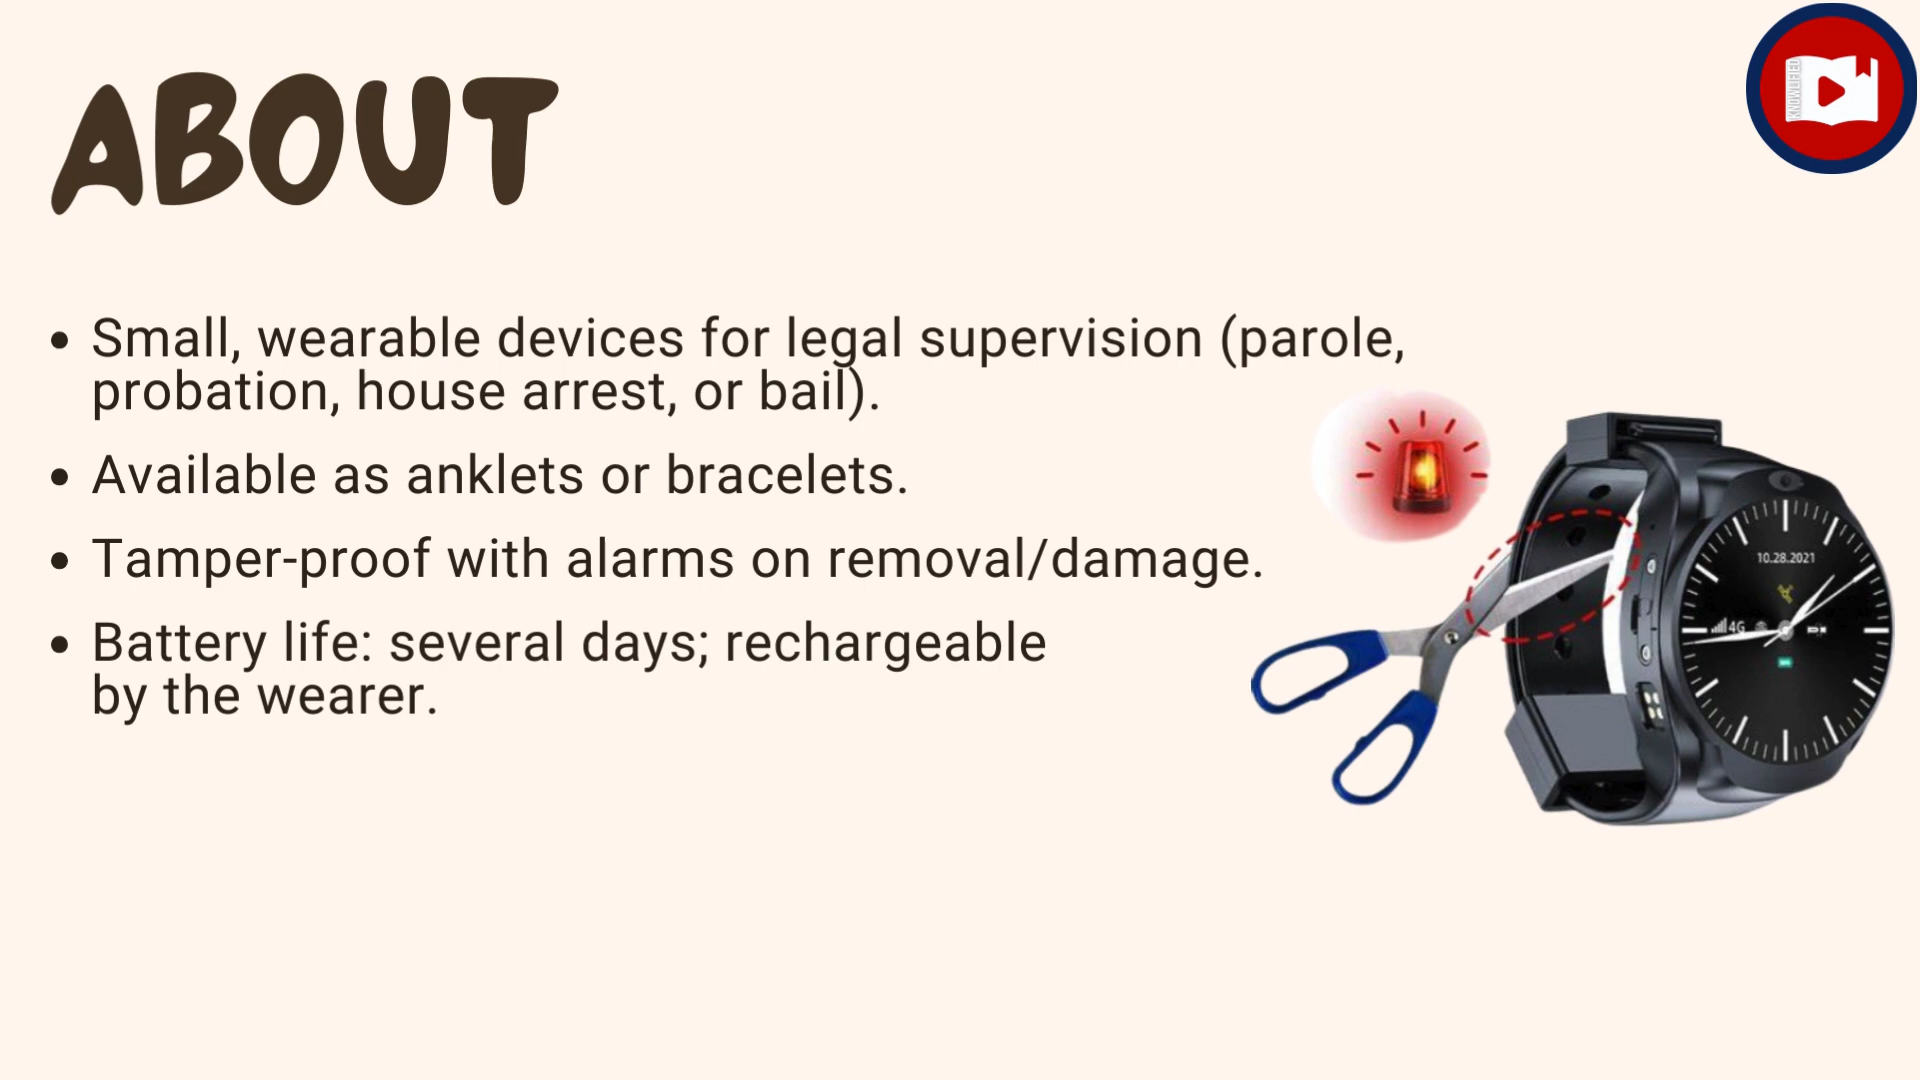 ABOUT
KNOWLIFIED
• Small, wearable devices for legal supervision (parole,
probation, house arrest, or bail).
• Available as anklets or bracelets.
• Tamper-proof with alarms on removal/damage.
• Battery life: several days; rechargeable
by the wearer.
10.28.2021
4G